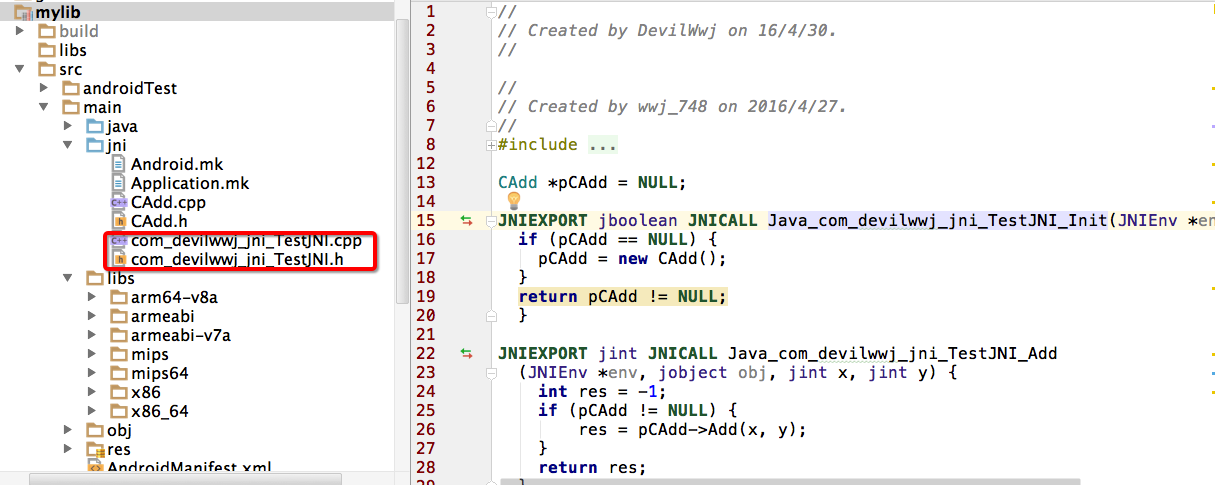 mylib
build
libs
src
androidTest
main
java
jni
Android.mk
Application.mk
CAdd.cpp
CAdd.h
com_devilwwj_jni_TestJNI.cpp
com_devilwwj_jni_TestJNI.h
libs
arm64-v8a
armeabi
armeabi-v7a
mips
mips64
x86
x86_64
obj
res
AndroidManifest.xml
1 //
2 // Created by DevilWwj on 16/4/30.
3 //
4
5 //
6 // Created by wwj_748 on 2016/4/27.
7 //
8 #include ...
12
13 CAdd *pCAdd = NULL;
14
15 JNIEXPORT jboolean JNICALL Java_com_devilwwj_jni_TestJNI_Init(JNIEnv *en
16 if (pCAdd == NULL) {
17 pCAdd = new CAdd();
18 }
19 return pCAdd != NULL;
20 }
21
22 JNIEXPORT jint JNICALL Java_com_devilwwj_jni_TestJNI_Add
23 (JNIEnv *env, jobject obj, jint x, jint y) {
24 int res = -1;
25 if (pCAdd != NULL) {
26 res = pCAdd->Add(x, y);
27 }
28 return res;
29 }